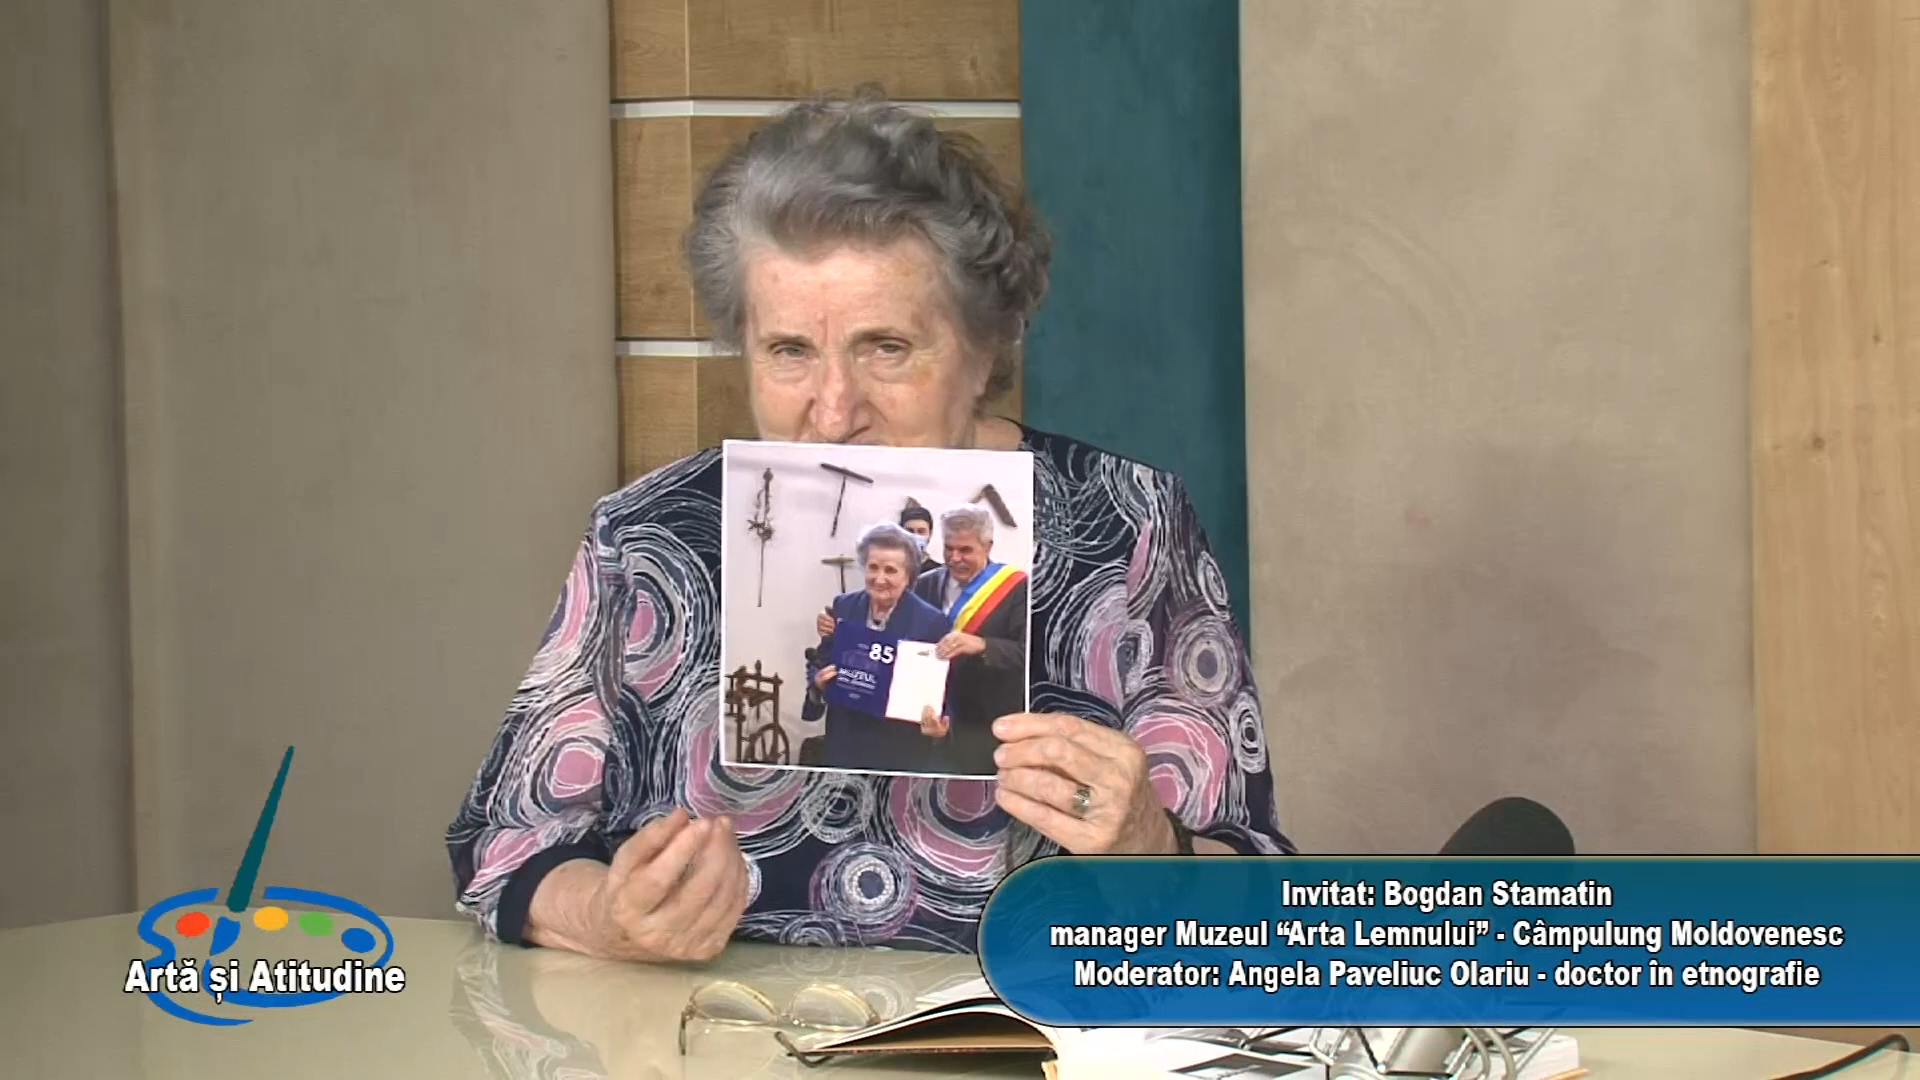 85
MUZEUL
Invitat: Bogdan Stamatin
manager Muzeul “Arta Lemnului” - Câmpulung Moldovenesc
Moderator: Angela Paveliuc Olariu - doctor în etnografie
Artă și Atitudine